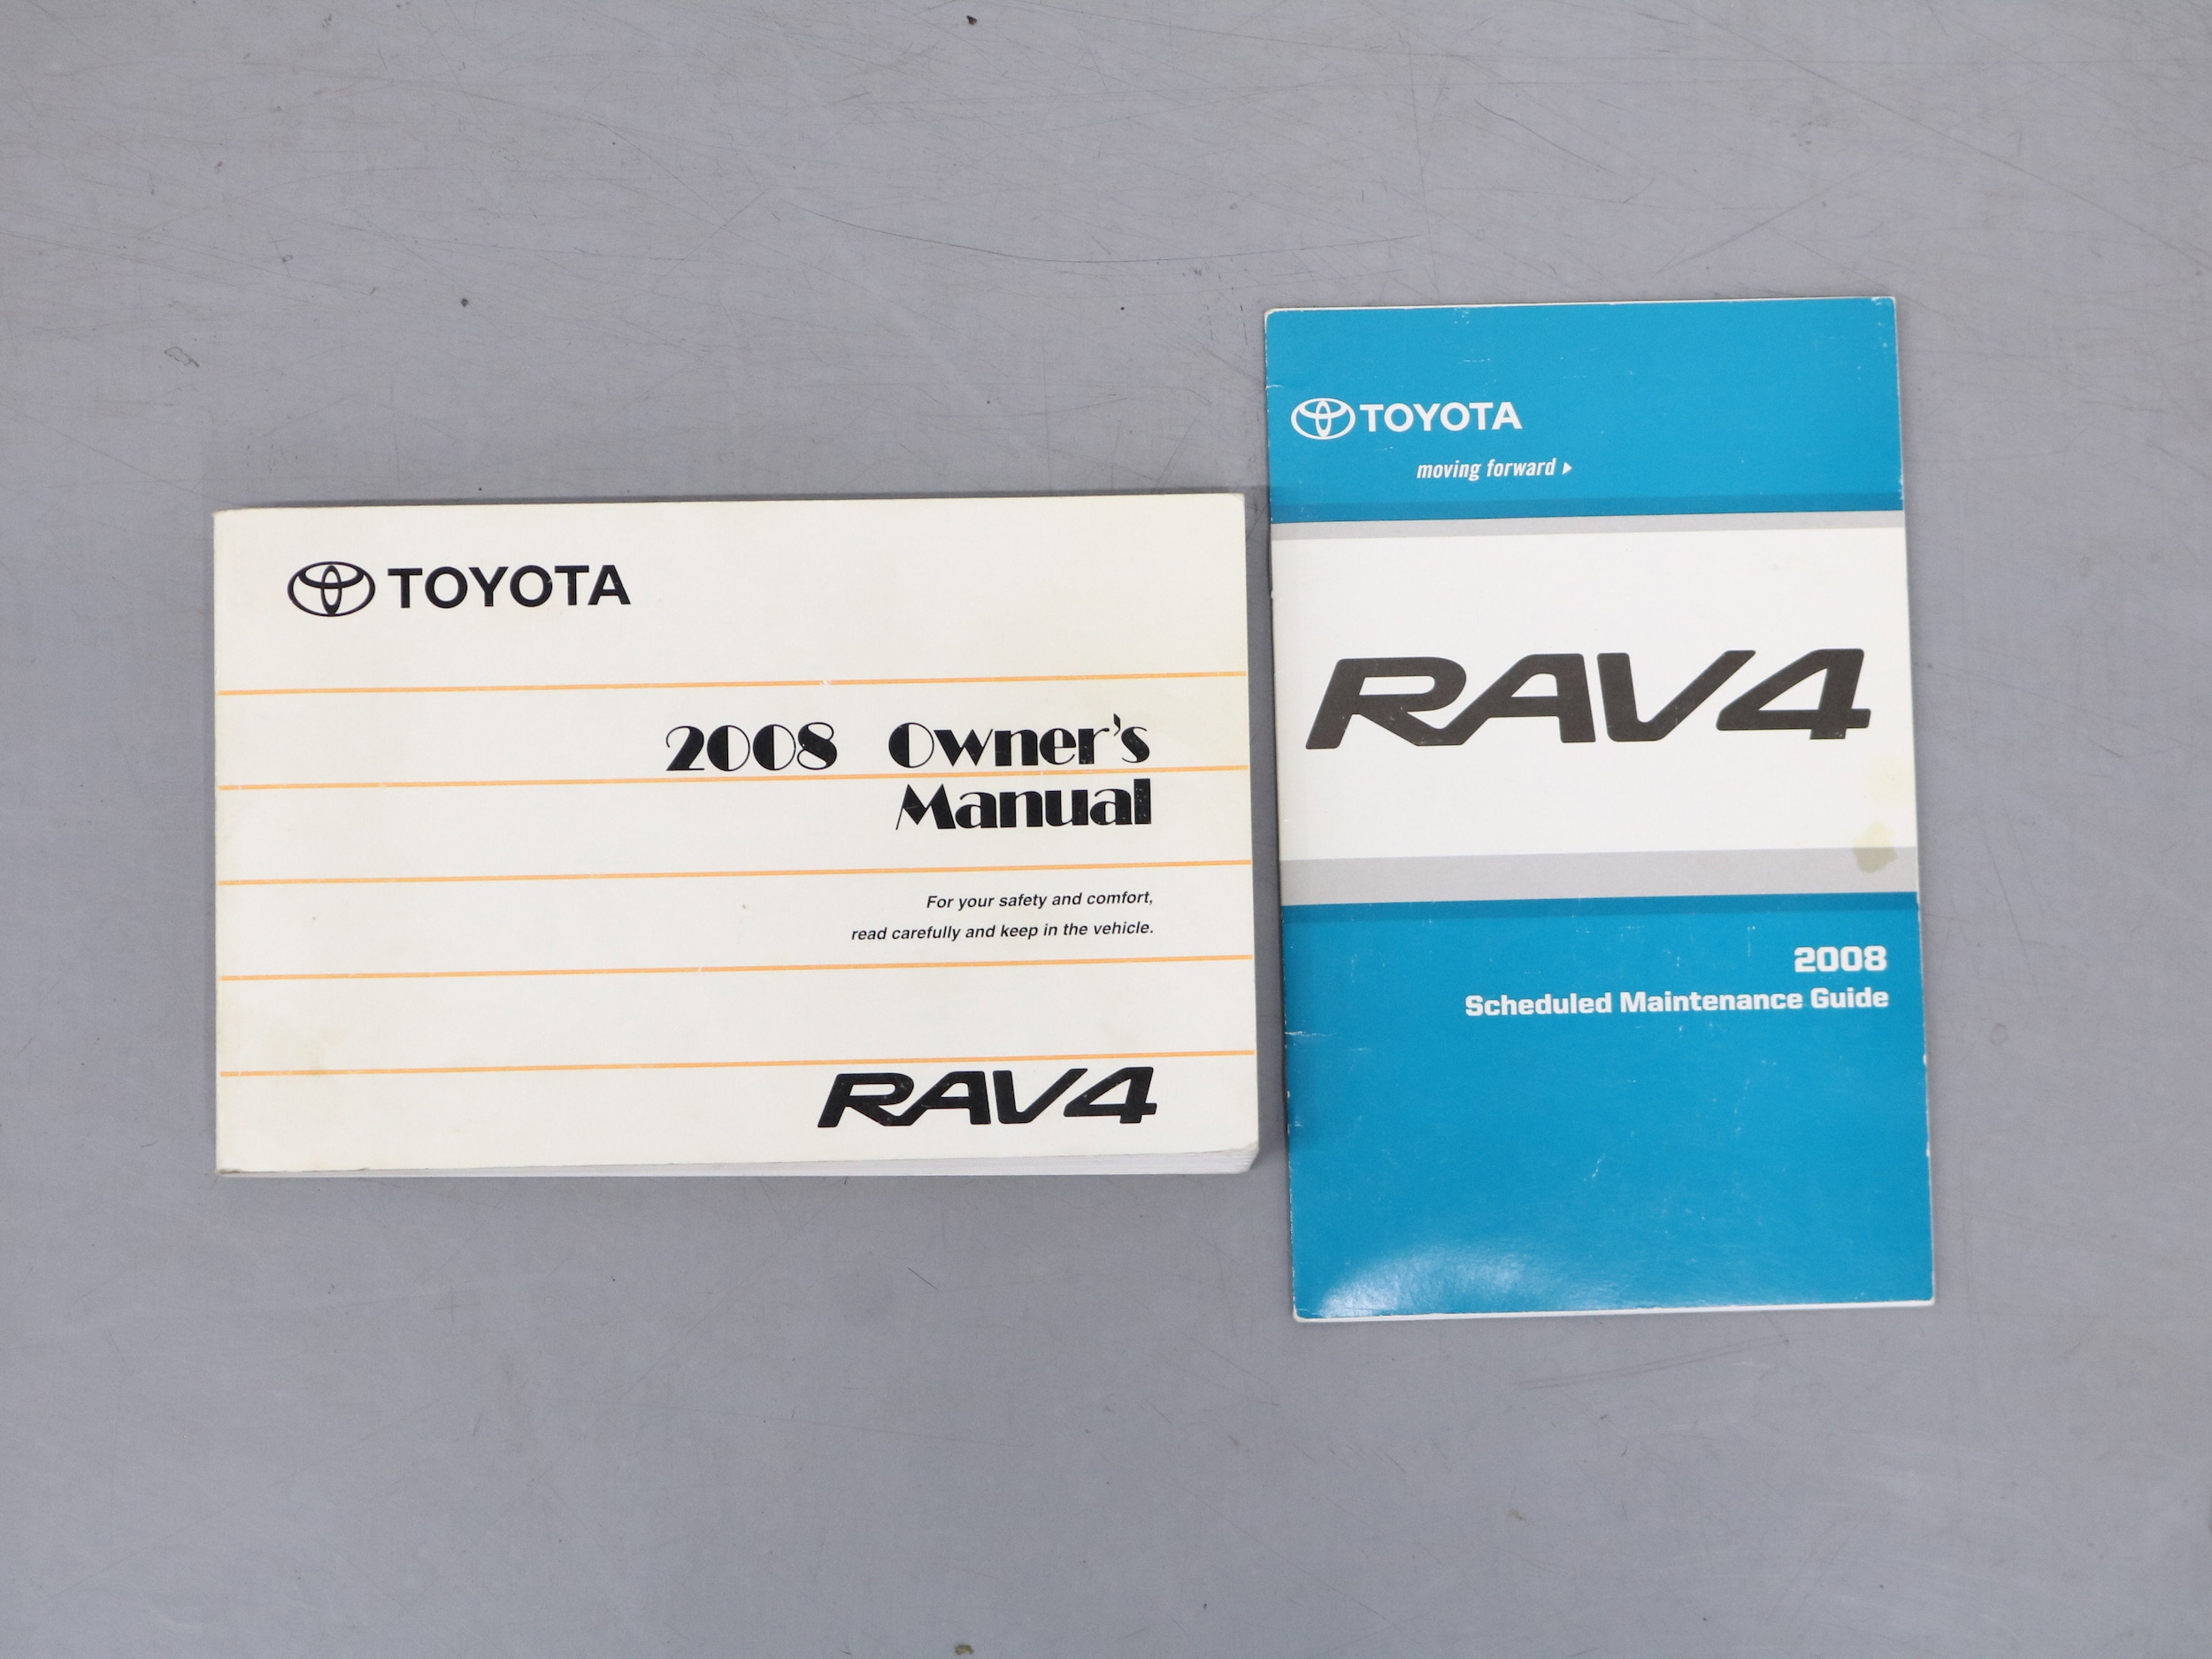 TOYOTA
2008 Owner's
Manual
For your safety and comfort,
read carefully and keep in the vehicle.
RAV4
TOYOTA
moving forward
RAV4
2008
Scheduled Maintenance Guide